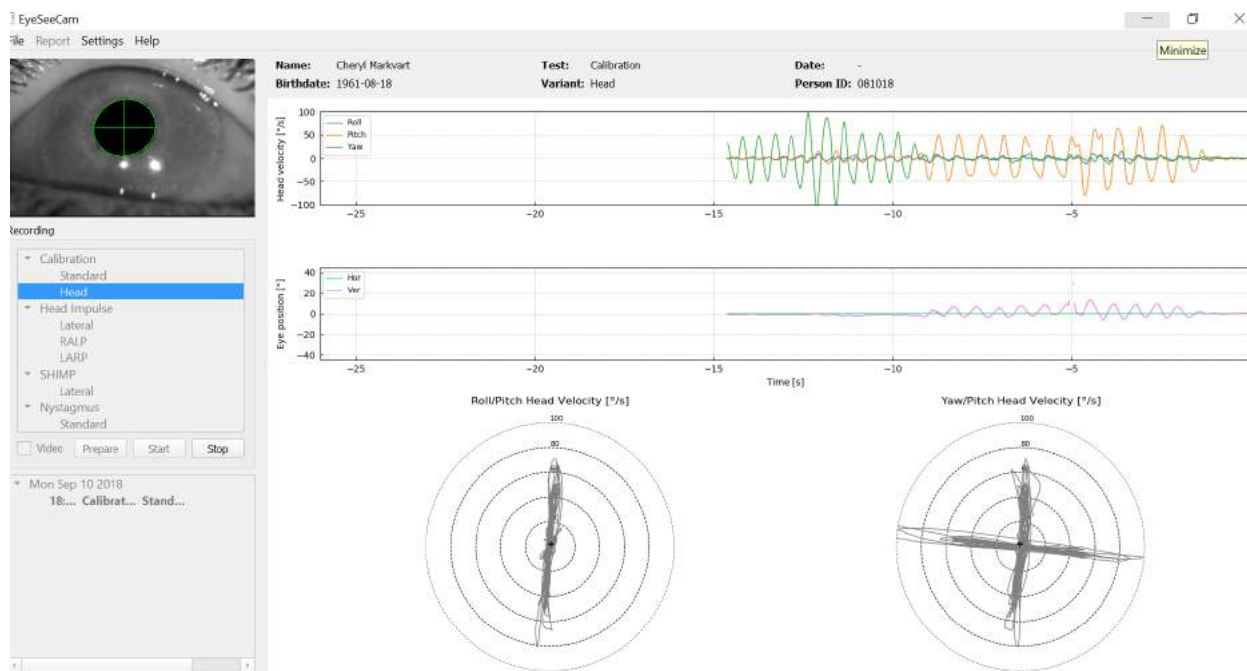 EyeSeeCam
File Report Settings Help
Minimize
Name: Cheryl Markvart Test: Calibration Date: -
Birthdate: 1961-08-18 Variant: Head Person ID: 081018
Recording
Calibration
Standard
Head
Head Impulse
Lateral
RALP
LARP
SHIMP
Lateral
Nystagmus
Standard
Video Prepare Start Stop
Mon Sep 10 2018
18:... Calibrat... Stand...
Head velocity [°/s]
100
50
0
−50
−100
Roll
Pitch
Yaw
−25 −20 −15 −10 −5
Eye position [°]
40
20
0
−20
−40
Hor
Ver
−25 −20 −15 −10 −5
Time [s]
Roll/Pitch Head Velocity [°/s]
100
80
Yaw/Pitch Head Velocity [°/s]
100
80